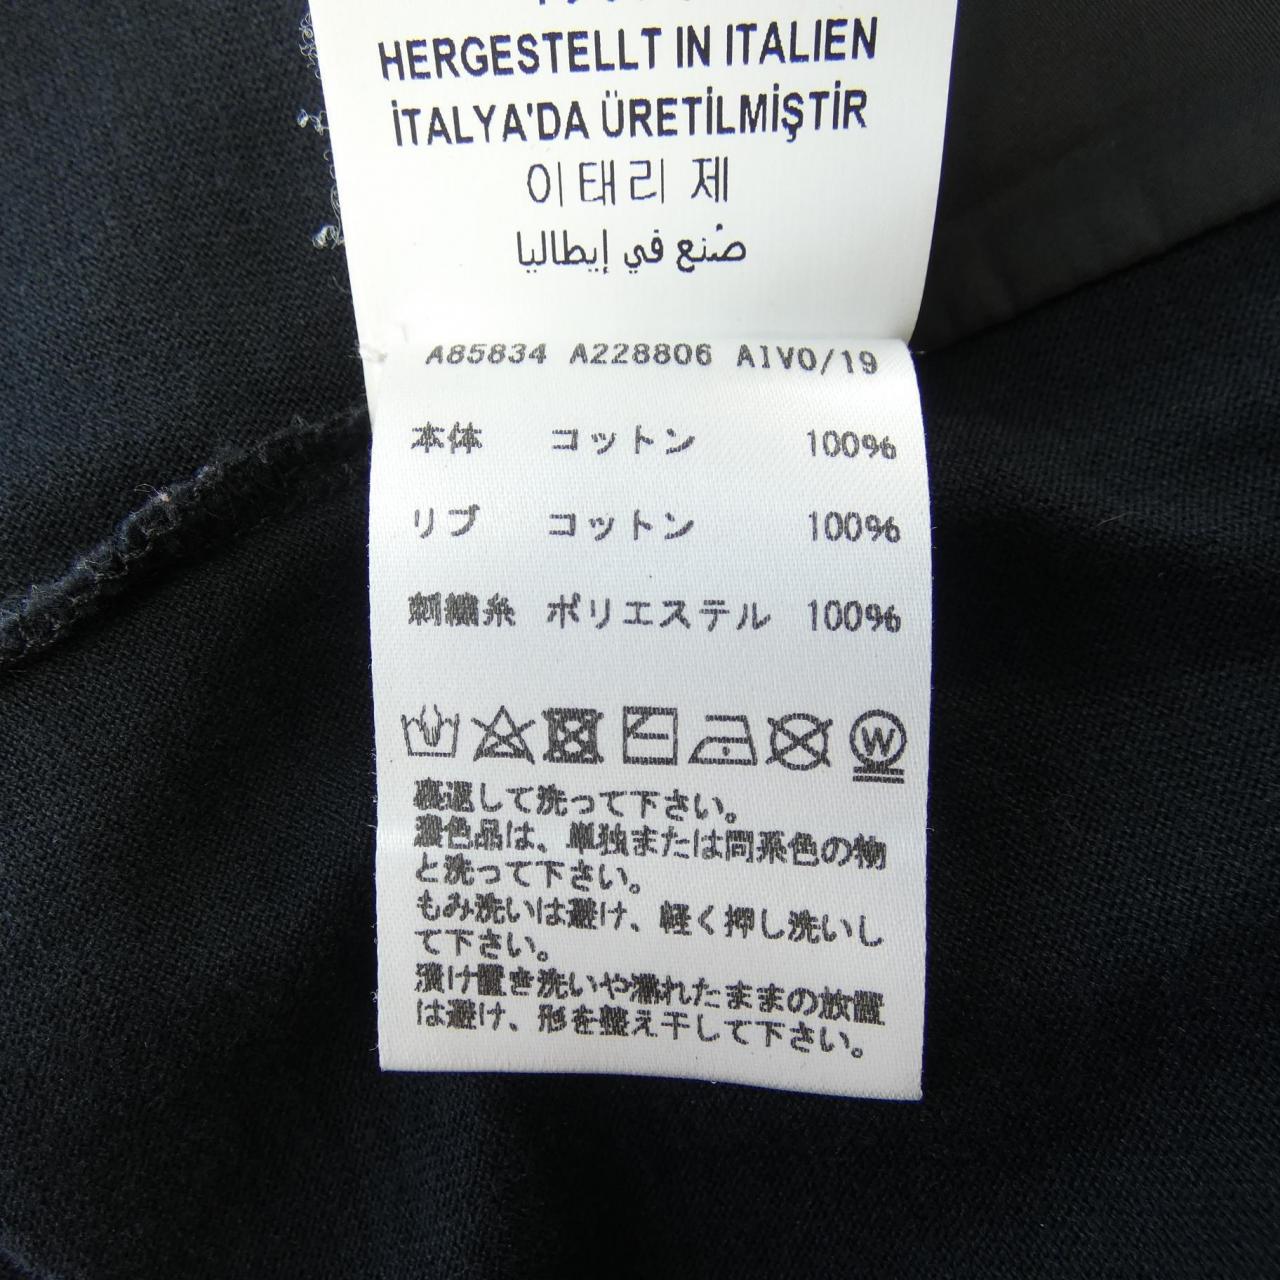 HERGESTELLT IN ITALIEN
İTALYA'DA ÜRETİLMİŞTİR
이태리 제
صُنع في إيطاليا
A85834 A228806 AIVO/19
本体 コットン 100%
リブ コットン 100%
刺繍糸 ポリエステル 100%
W
裏返して洗って下さい。
濃色品は、単独または同系色の物
と洗って下さい。
もみ洗いは避け、軽く押し洗いし
て下さい。
漬け置き洗いや濡れたままの放置
は避け、形を整え干して下さい。